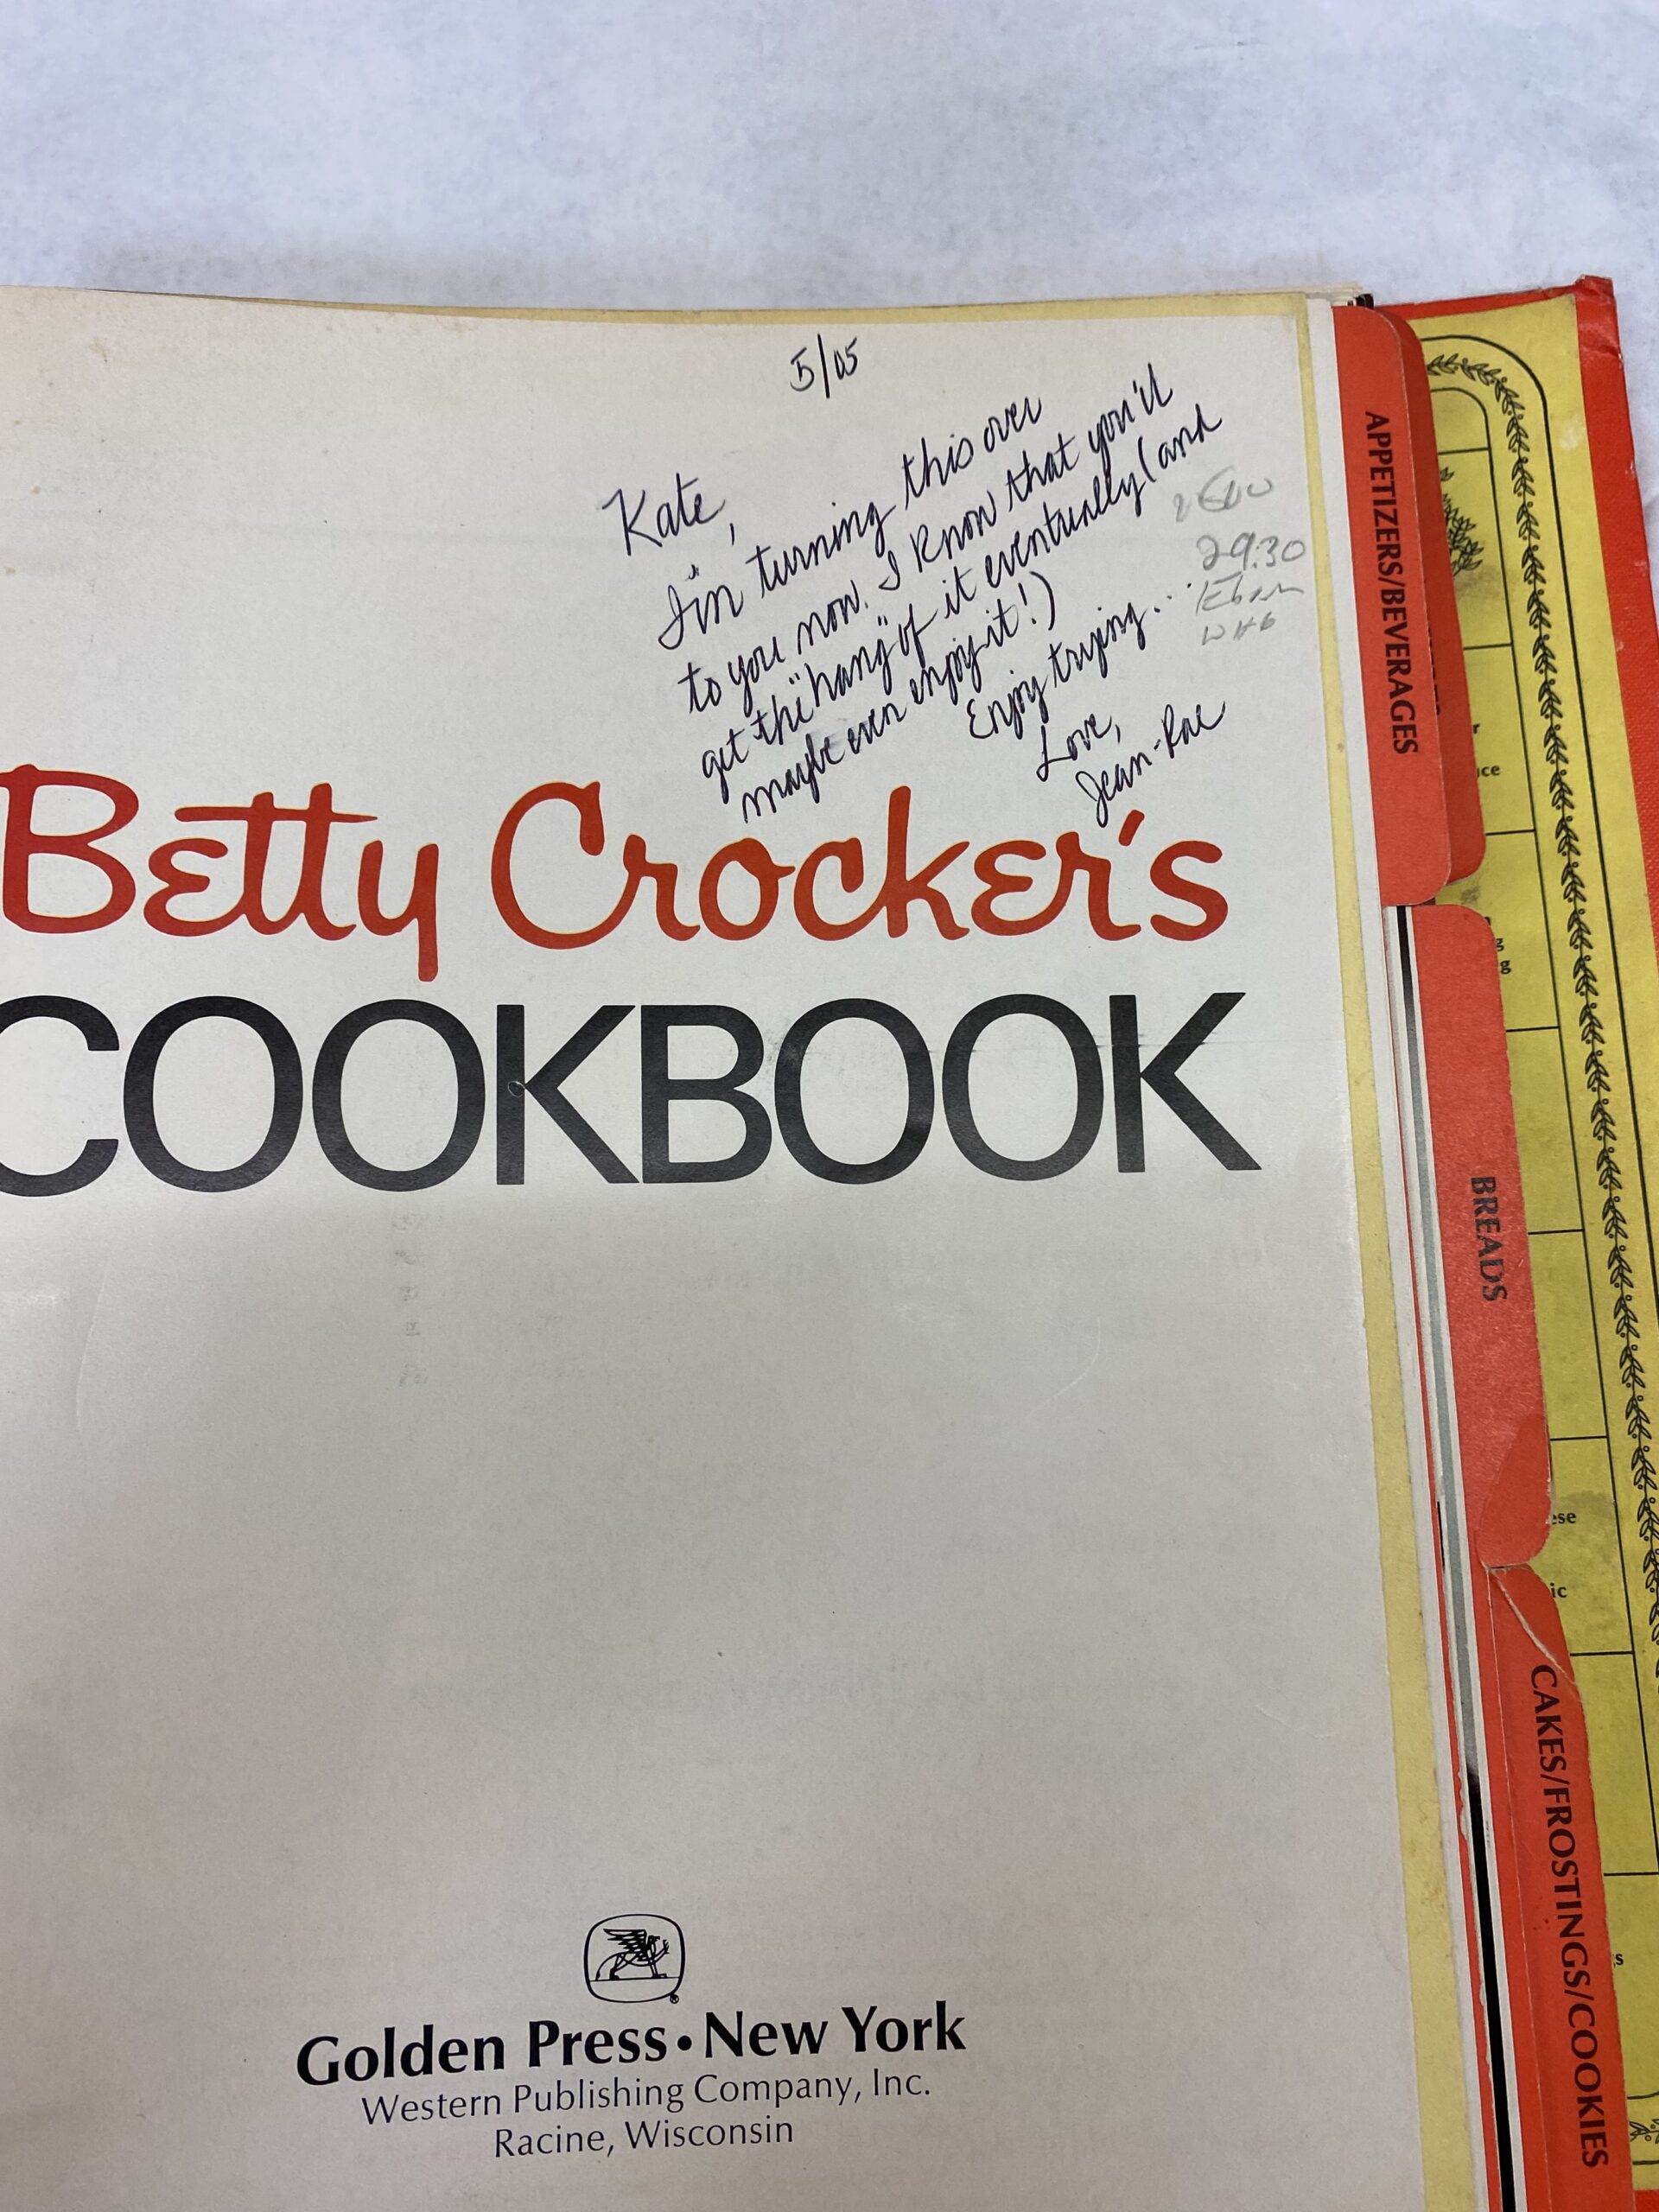 5/05
Kate,
I'm turning this over
to you now. I know that you'll
get the "hang" of it eventually (and
maybe even enjoy it!)
Enjoy trying...
Love,
Jean-Rae
29.30
Betty Crocker's
COOKBOOK
Golden Press • New York
Western Publishing Company, Inc.
Racine, Wisconsin
APPETIZERS/BEVERAGES
BREADS
CAKES/FROSTINGS/COOKIES